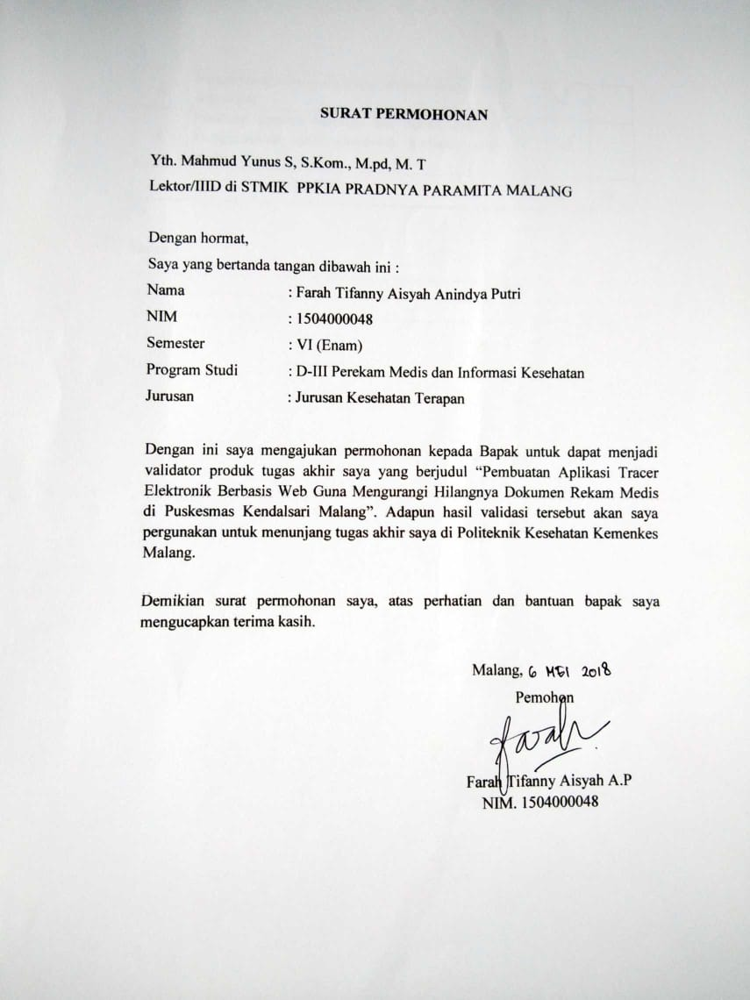 SURAT PERMOHONAN
Yth. Mahmud Yunus S, S.Kom., M.pd, M. T
Lektor/IIID di STMIK PPKIA PRADNYA PARAMITA MALANG
Dengan hormat,
Saya yang bertanda tangan dibawah ini :
Nama : Farah Tifanny Aisyah Anindya Putri
NIM : 1504000048
Semester : VI (Enam)
Program Studi : D-III Perekam Medis dan Informasi Kesehatan
Jurusan : Jurusan Kesehatan Terapan
Dengan ini saya mengajukan permohonan kepada Bapak untuk dapat menjadi
validator produk tugas akhir saya yang berjudul “Pembuatan Aplikasi Tracer
Elektronik Berbasis Web Guna Mengurangi Hilangnya Dokumen Rekam Medis
di Puskesmas Kendalsari Malang”. Adapun hasil validasi tersebut akan saya
pergunakan untuk menunjang tugas akhir saya di Politeknik Kesehatan Kemenkes
Malang.
Demikian surat permohonan saya, atas perhatian dan bantuan bapak saya
mengucapkan terima kasih.
Malang, 6 MEI 2018
Pemohon
Farah
Farah Tifanny Aisyah A.P
NIM. 1504000048